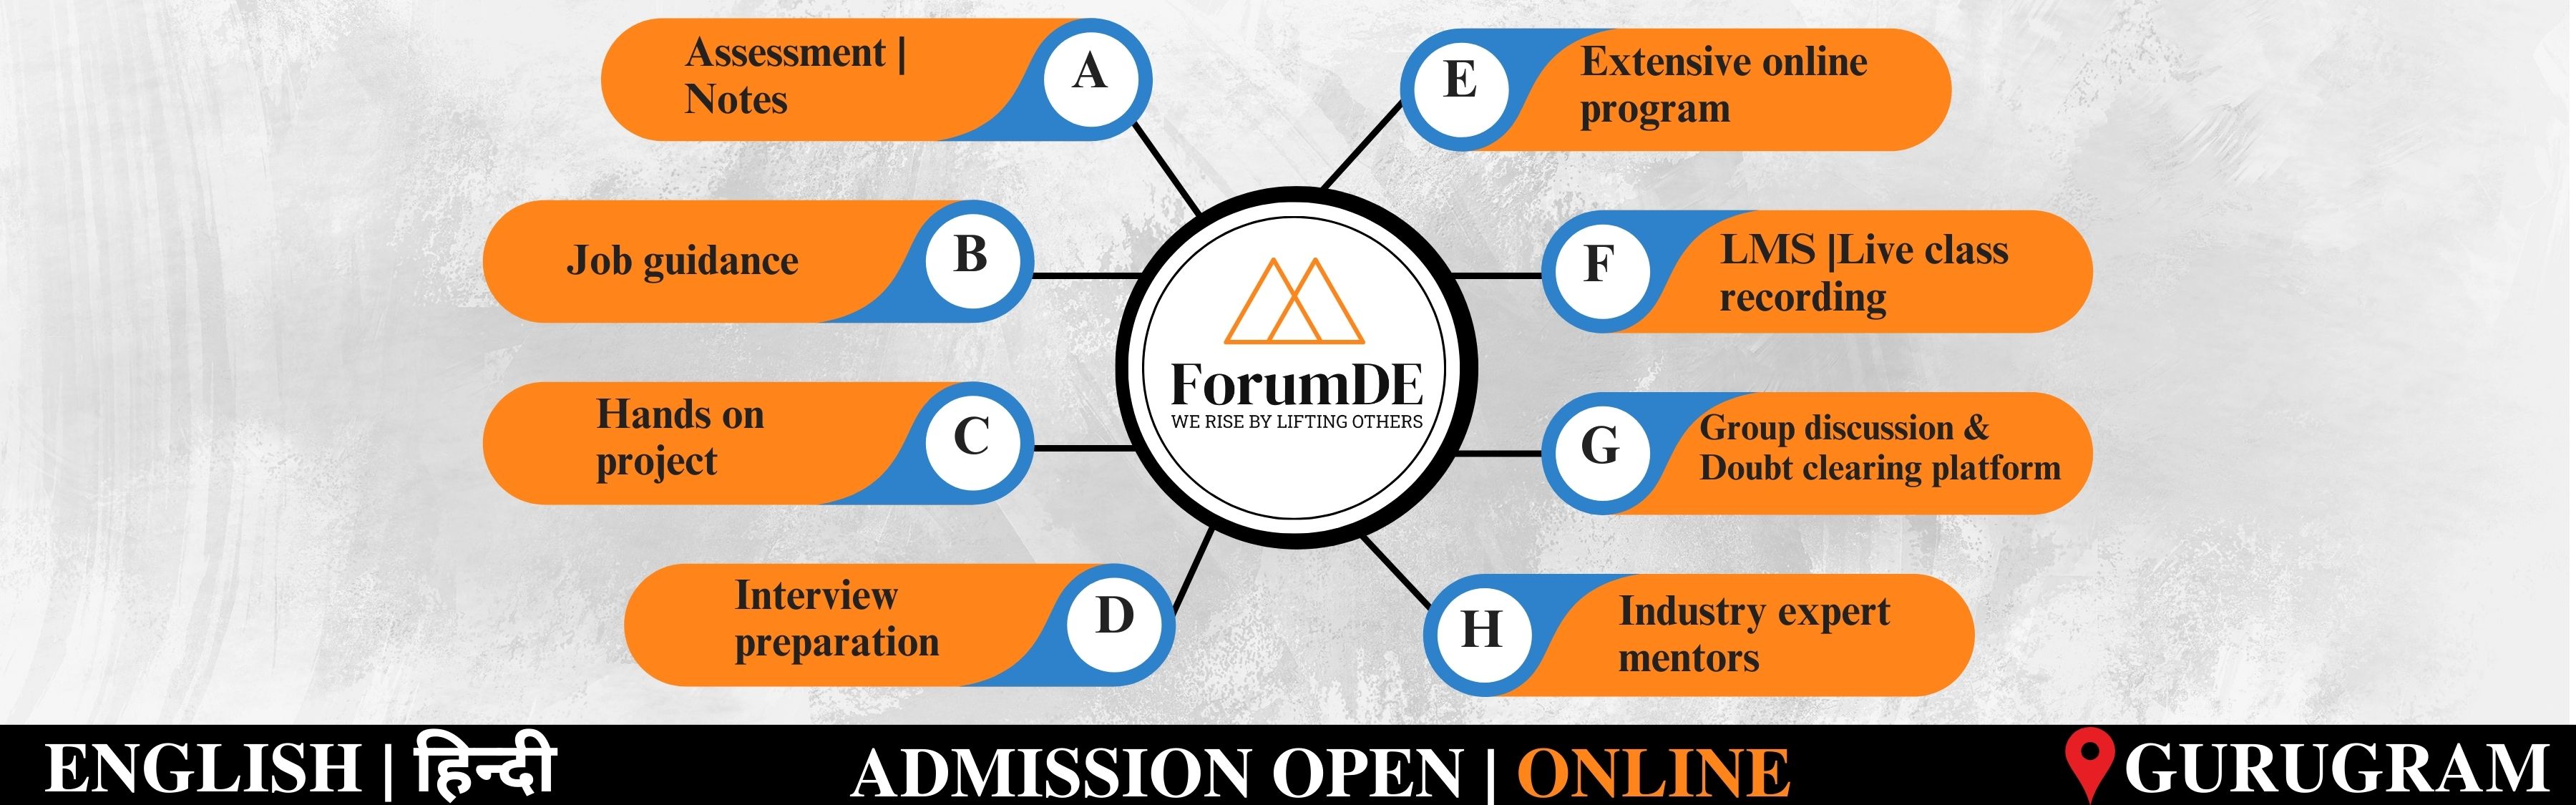 A
Assessment |
Notes
B
Job guidance
C
Hands on
project
D
Interview
preparation
ForumDE
WE RISE BY LIFTING OTHERS
E
Extensive online
program
F
LMS |Live class
recording
G
Group discussion &
Doubt clearing platform
H
Industry expert
mentors
ENGLISH | हिन्दी
ADMISSION OPEN | ONLINE
GURUGRAM